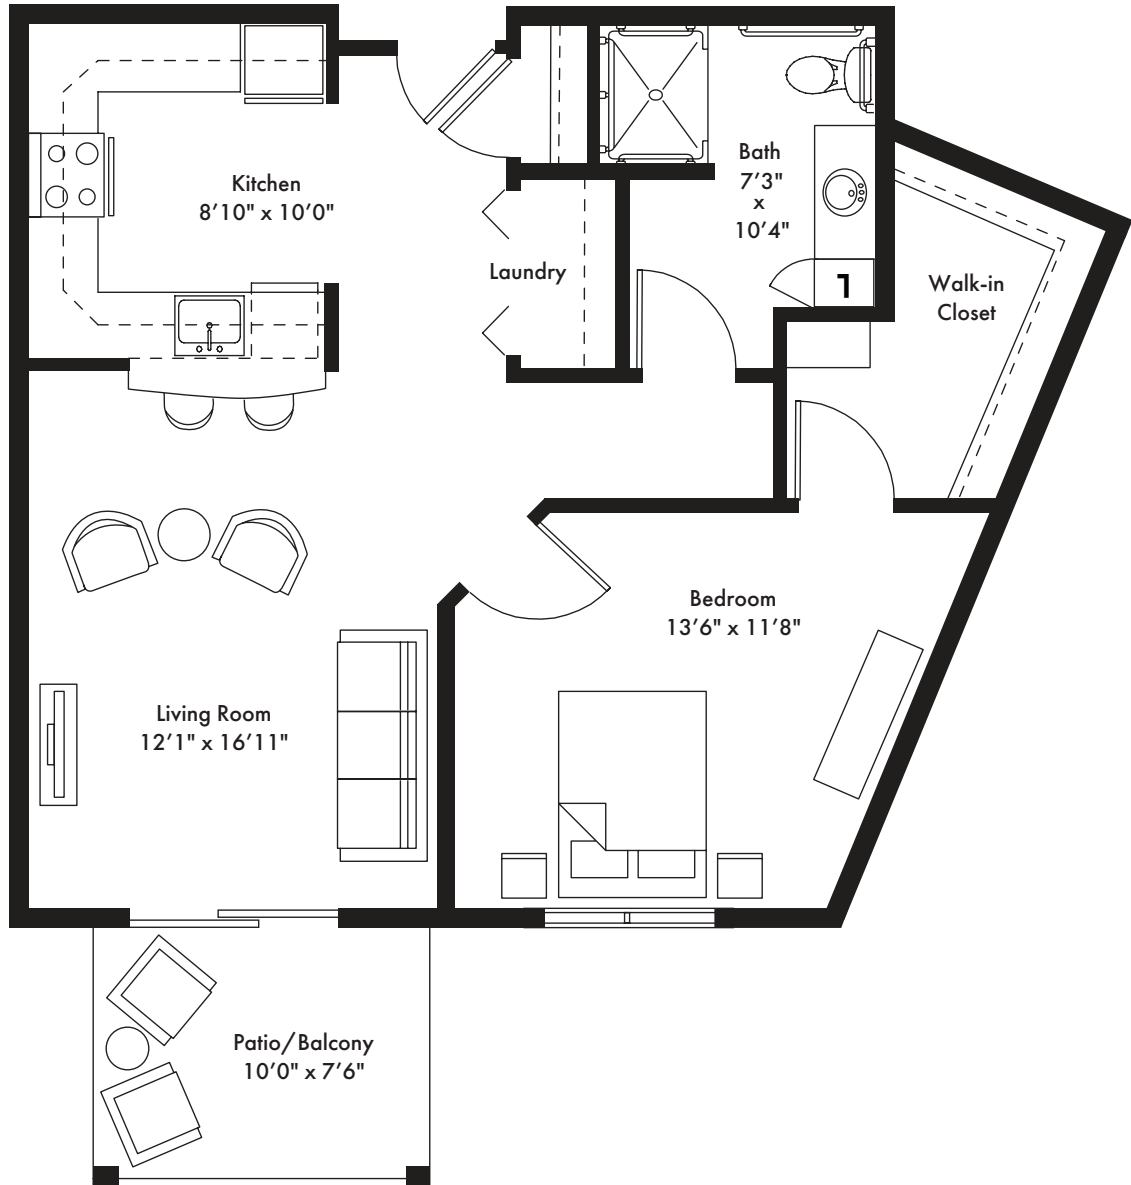 Kitchen
8'10" x 10'0"
Laundry
Bath
7'3"
x
10'4"
1
Walk-in
Closet
Bedroom
13'6" x 11'8"
Living Room
12'1" x 16'11"
Patio/Balcony
10'0" x 7'6"